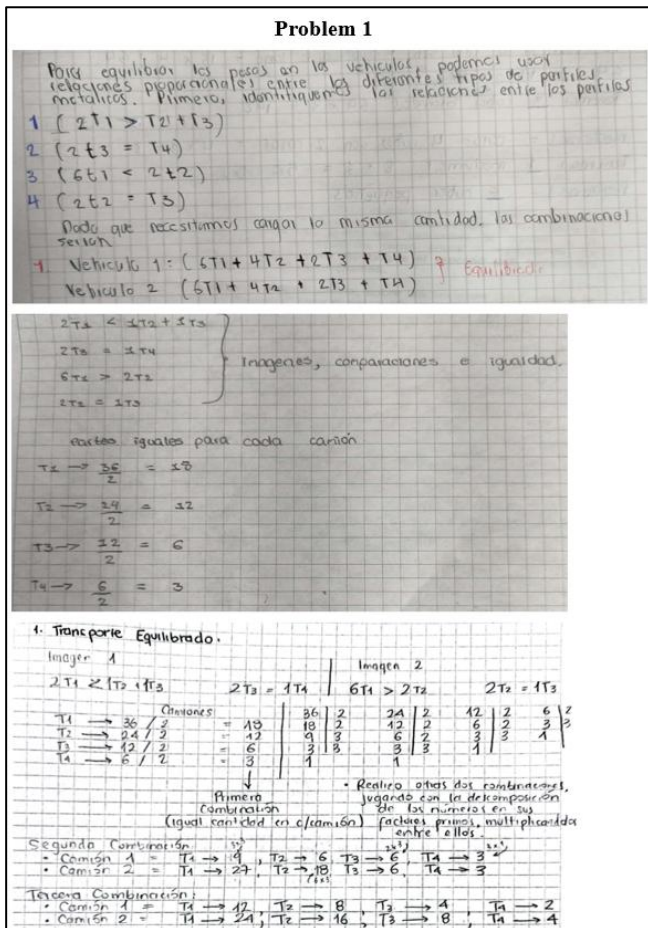 Problem 1
Para equilibrar los pesos en los vehiculos, podemos usar
relaciones proporcionales entre los diferentes tipos de perfiles
metalicos. Primero, identifiquemos las relaciones entre los perfiles
1 (2T1 > T2 + T3)
2 (2t3 = T4)
3 (6t1 < 2t2)
4 (2t2 = T3)
Dado que necesitamos cargar la misma cantidad, las combinaciones
serian
1 Vehiculo 1: (6T1 + 4T2 + 2T3 + T4) } Equilibrado
Vehiculo 2 (6T1 + 4T2 + 2T3 + T4)
2T1 < 1T2 + 1T3
2T3 = 1T4
Imagenes, comparaciones e igualdad.
6T1 > 2T2
2T2 = 1T3
Partes iguales para cada camión
T1 → 36/2 = 18
T2 → 24/2 = 12
T3 → 12/2 = 6
T4 → 6/2 = 3
1. Transporte Equilibrado.
Imagen 1 | Imagen 2
2T1 < 1T2 + 1T3 2T3 = 1T4 | 6T1 > 2T2 2T2 = 1T3
Camiones
T1 → 36 / 2 = 18
T2 → 24 / 2 = 12
T3 → 12 / 2 = 6
T4 → 6 / 2 = 3
36 | 2 24 | 2 12 | 2 6 | 2
18 | 2 12 | 2 6 | 2 3 | 3
9 | 3 6 | 2 3 | 3 1
3 | 3 3 | 3 1
1 1
Primera
Combinación
(igual cantidad en c/camión)
• Realizo otras dos combinaciones,
jugando con la descomposición
de los números en sus
factores primos, multiplicandolos
entre ellos.
Segunda Combinación:
• Camión 1 = T1 → 9, T2 → 6, T3 → 6, T4 → 3
• Camión 2 = T1 → 27, T2 → 18, T3 → 6, T4 → 3
Tercera Combinación:
• Camión 1 = T1 → 12, T2 → 8, T3 → 4, T4 → 2
• Camión 2 = T1 → 24, T2 → 16, T3 → 8, T4 → 4